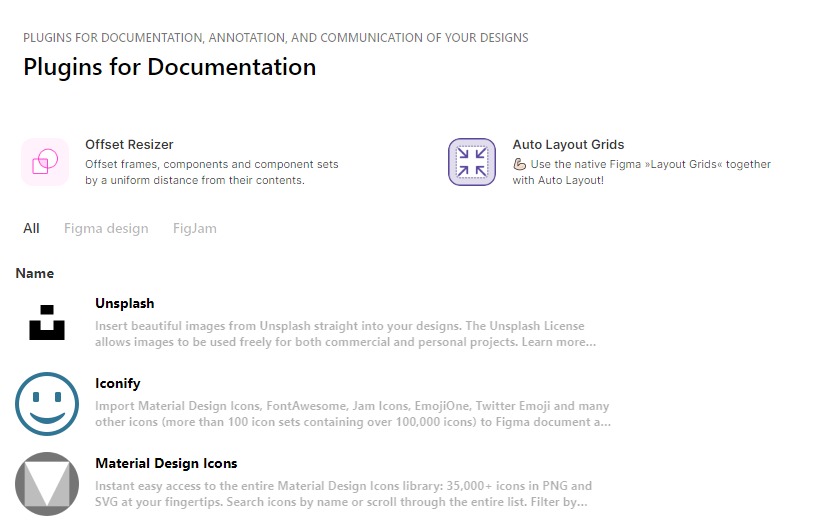 PLUGINS FOR DOCUMENTATION, ANNOTATION, AND COMMUNICATION OF YOUR DESIGNS
Plugins for Documentation
Offset Resizer
Offset frames, components and component sets
by a uniform distance from their contents.
Auto Layout Grids
💪🏻 Use the native Figma »Layout Grids« together
with Auto Layout!
All Figma design FigJam
Name
Unsplash
Insert beautiful images from Unsplash straight into your designs. The Unsplash License
allows images to be used freely for both commercial and personal projects. Learn more...
Iconify
Import Material Design Icons, FontAwesome, Jam Icons, EmojiOne, Twitter Emoji and many
other icons (more than 100 icon sets containing over 100,000 icons) to Figma document a...
Material Design Icons
Instant easy access to the entire Material Design Icons library: 35,000+ icons in PNG and
SVG at your fingertips. Search icons by name or scroll through the entire list. Filter by...